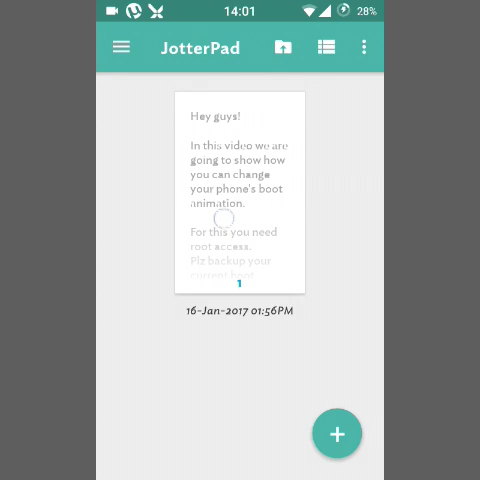 14:01
28%
JotterPad
Hey guys!
In this video we are
going to show how
you can change
your phone's boot
animation.
For this you need
root access.
Plz backup your
current boot
1
16-Jan-2017 01:56PM